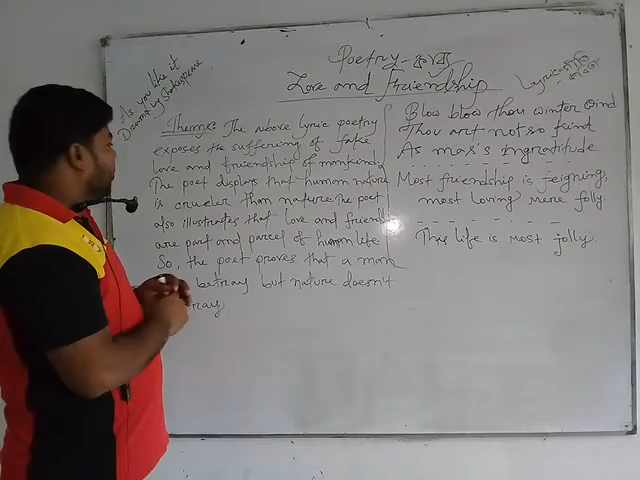 As you like it
Drama by Shakespeare
Poetry - কাব্য
Love and Friendship
Lyric
Theme: The above lyric poetry
exposes the suffering of fake
love and friendship of mankind.
The poet displays that human nature
is crueler than nature. The poet
also illustrates that love and friendship
are part and parcel of human life.
So, the poet proves that a man
betray but nature doesn't
Blow blow thou winter wind
Thou art not so kind
As man's ingratitude
Most friendship is feigning,
most loving mere folly.
This life is most jolly.